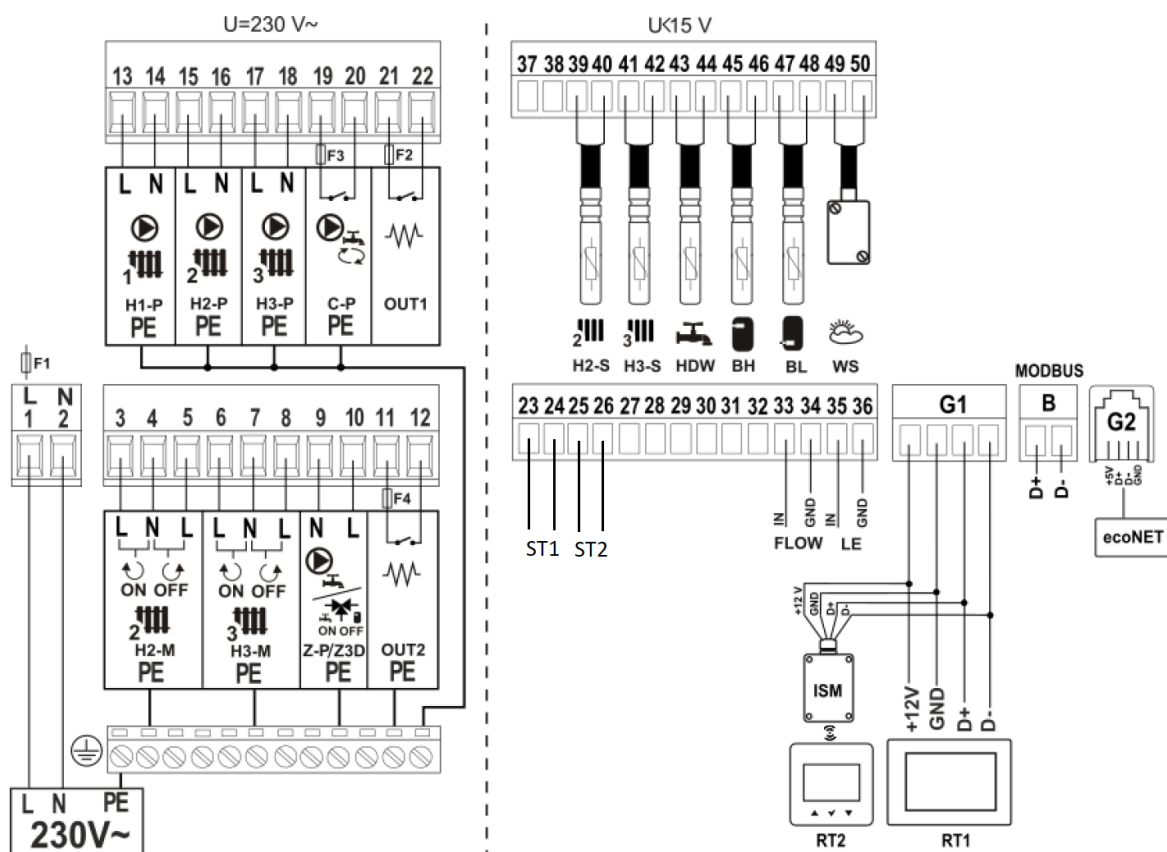 U=230 V~
U<15 V
13 14 15 16 17 18 19 20 21 22
37 38 39 40 41 42 43 44 45 46 47 48 49 50
F3 F2
L N L N L N
1 2 3
H1-P H2-P H3-P C-P OUT1
PE PE PE PE
2 3
H2-S H3-S HDW BH BL WS
F1
L N
1 2
3 4 5 6 7 8 9 10 11 12
23 24 25 26 27 28 29 30 31 32 33 34 35 36
G1
MODBUS
B
G2
+5V D+ D- GND
D+ D-
ecoNET
F4
L N L L N L N L
ON OFF ON OFF
ON OFF
2 3
H2-M H3-M Z-P/Z3D OUT2
PE PE PE PE
ST1 ST2
IN GND IN GND
FLOW LE
+12 V GND D+ D-
ISM
+12V GND D+ D-
RT2 RT1
L N PE
230V~